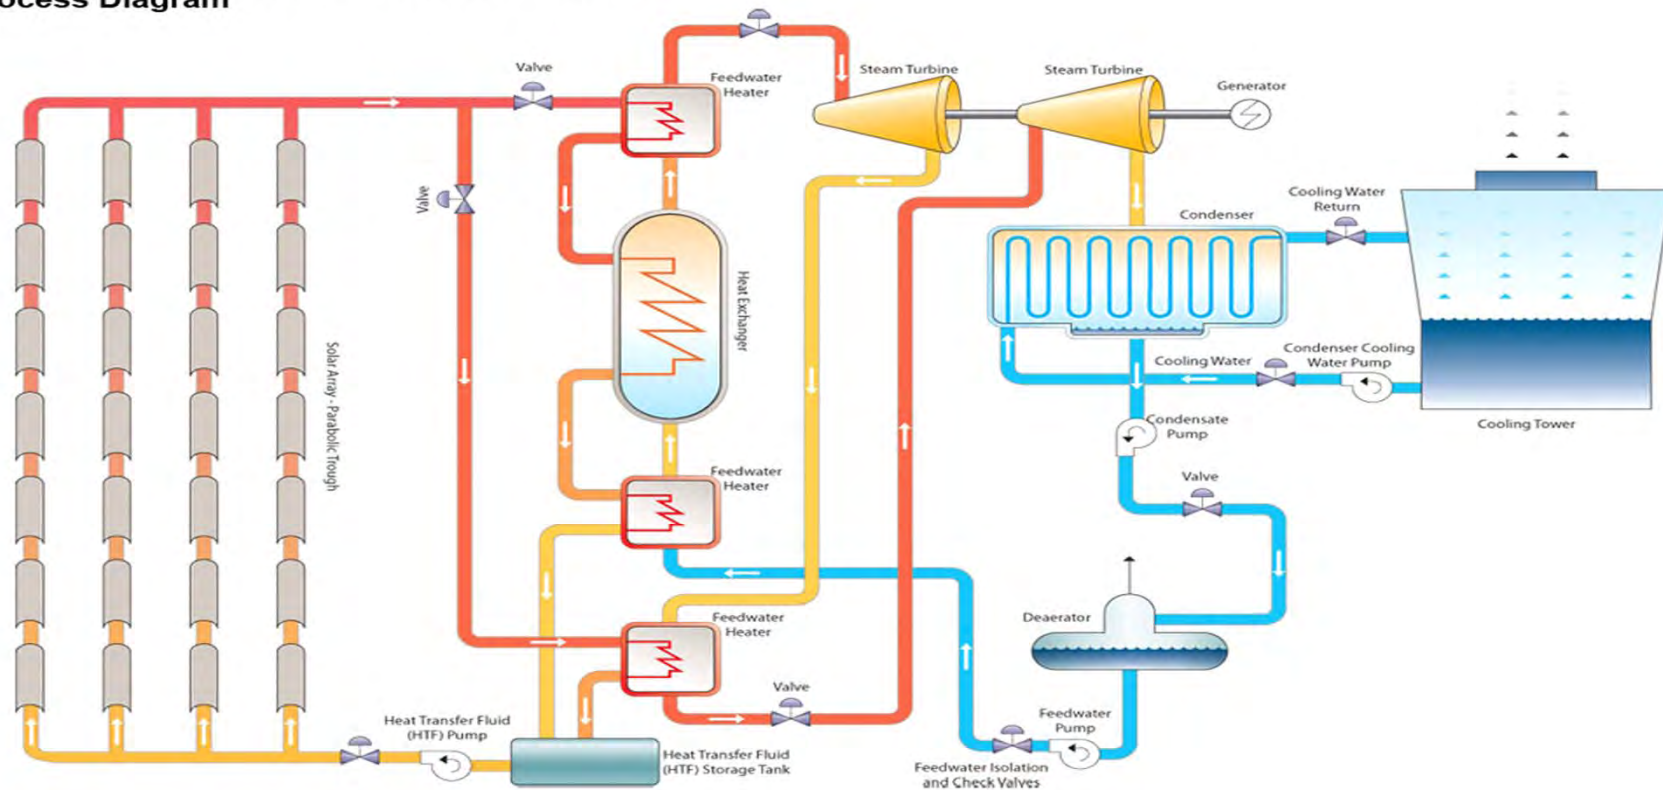 Process Diagram
Valve
Feedwater
Heater
Steam Turbine
Steam Turbine
Generator
Valve
Cooling Water
Return
Condenser
Heat Exchanger
Solar Array - Parabolic Trough
Cooling Water
Condenser Cooling
Water Pump
Cooling Tower
Condensate
Pump
Feedwater
Heater
Valve
Deaerator
Feedwater
Heater
Valve
Heat Transfer Fluid
(HTF) Pump
Heat Transfer Fluid
(HTF) Storage Tank
Feedwater
Pump
Feedwater Isolation
and Check Valves